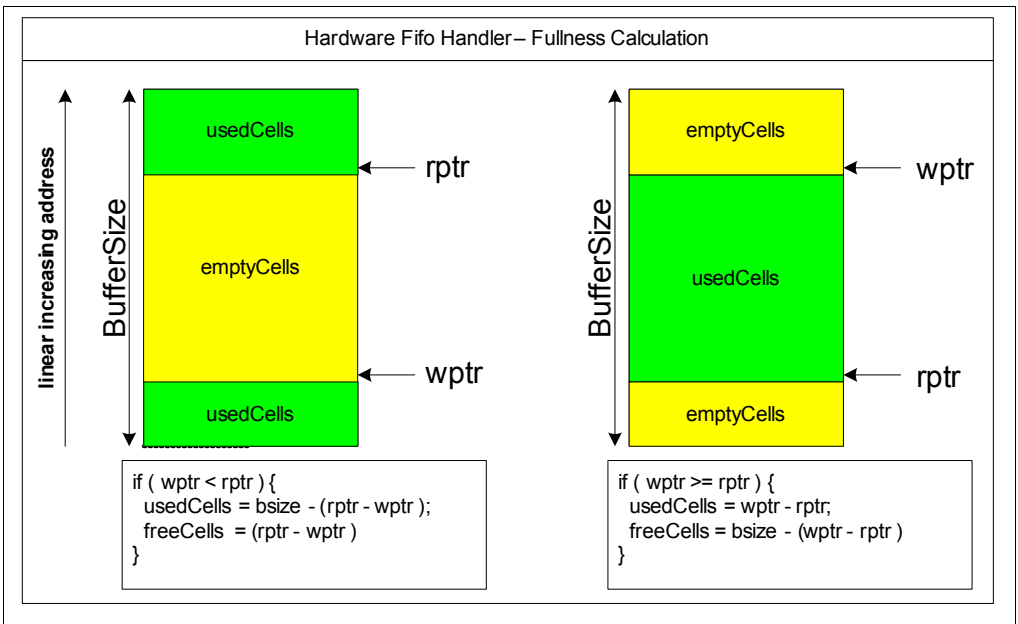 Hardware Fifo Handler – Fullness Calculation
linear increasing address
BufferSize
usedCells
rptr
emptyCells
wptr
usedCells
if ( wptr < rptr ) {
usedCells = bsize - (rptr - wptr );
freeCells = (rptr - wptr )
}
BufferSize
emptyCells
wptr
usedCells
rptr
emptyCells
if ( wptr >= rptr ) {
usedCells = wptr - rptr;
freeCells = bsize - (wptr - rptr )
}